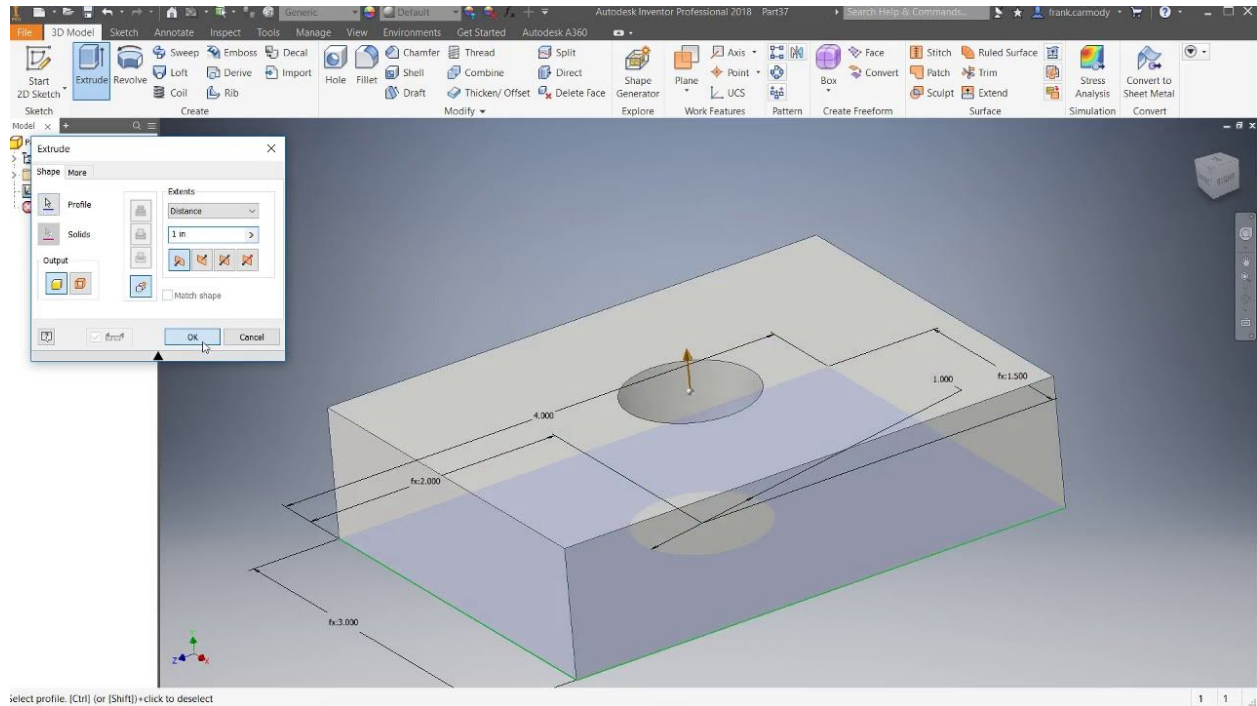 Generic Default Autodesk Inventor Professional 2018 Part37 Search Help & Commands... frank.carmody
File 3D Model Sketch Annotate Inspect Tools Manage View Environments Get Started Autodesk A360
Start 2D Sketch Extrude Revolve Sweep Emboss Decal Hole Fillet Chamfer Thread Split Shape Generator Plane Axis Box Face Stitch Ruled Surface Stress Analysis Convert to Sheet Metal
Loft Derive Import Shell Combine Direct Point Convert Patch Trim
Coil Rib Draft Thicken/ Offset Delete Face UCS Sculpt Extend
Sketch Create Modify Explore Work Features Pattern Create Freeform Surface Simulation Convert
Model
Extrude
Shape More
Extents
Profile
Distance
Solids
1 in
Output
Match shape
OK Cancel
1.000
fx:1.500
4.000
fx:2.000
fx:3.000
Z X
Select profile. [Ctrl] (or [Shift])+click to deselect
1 1